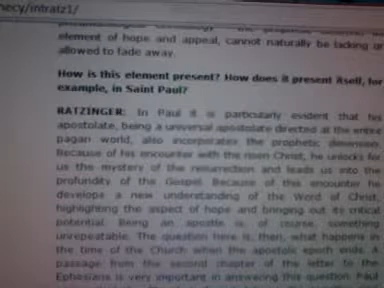 necy/intratz1/
element of hope and appeal, cannot naturally be lacking or
allowed to fade away.
How is this element present? How does it present itself, for
example, in Saint Paul?
RATZINGER: In Paul it is particularly evident that his
apostolate, being a universal apostolate directed at the entire
pagan world, also incorporates the prophetic dimension.
Because of his encounter with the risen Christ, he unlocks for
us the mystery of the resurrection and leads us into the
profundity of the Gospel. Because of this encounter he
develops a new understanding of the Word of Christ,
highlighting the aspect of hope and bringing out its critical
potential. Being an apostle is, of course, something
unrepeatable. The question here is, then, what happens in
the time of the Church when the apostolic epoch ends. A
passage from the second chapter of the letter to the
Ephesians is very important in answering this question. Paul